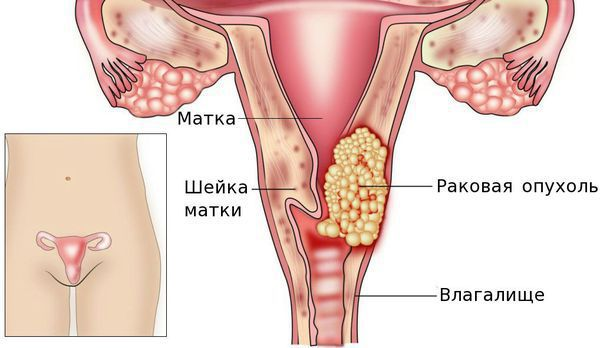 Матка
Шейка
матки
Раковая опухоль
Влагалище